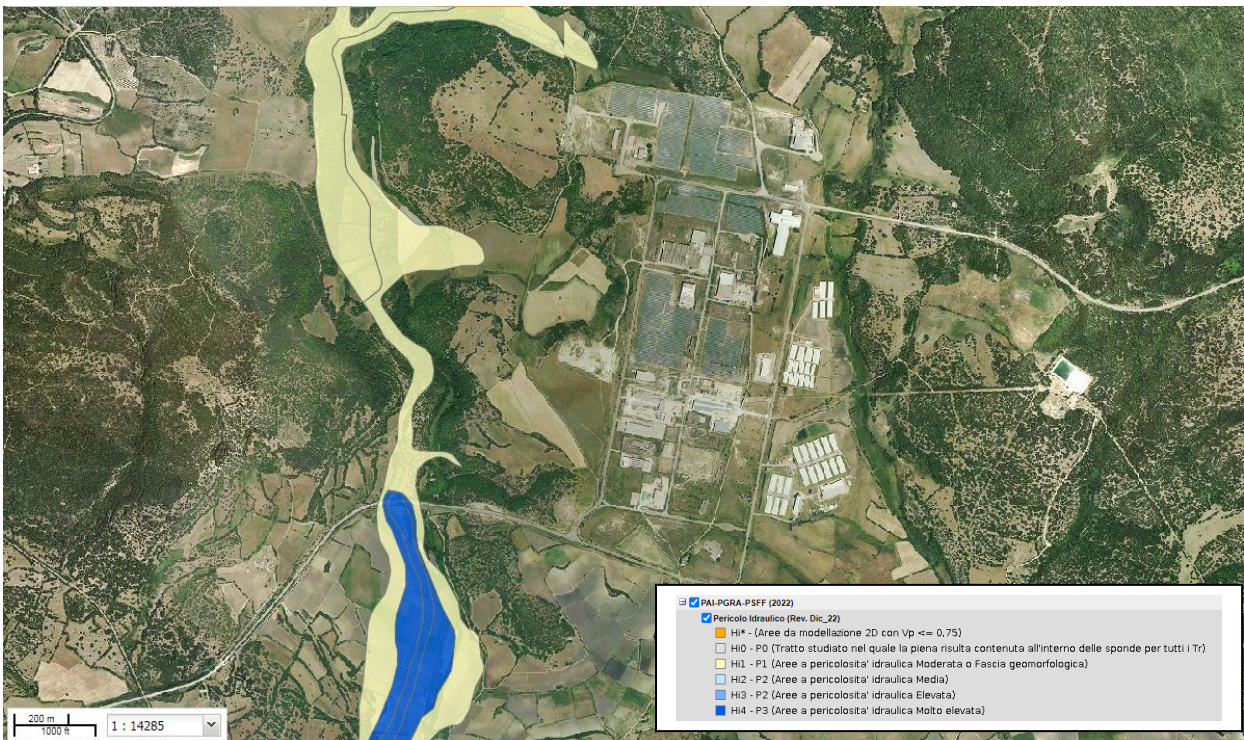 PAI-PGRA-PSFF (2022)
Pericolo Idraulico (Rev. Dic_22)
Hi* - (Aree da modellazione 2D con Vp <= 0,75)
Hi0 - P0 (Tratto studiato nel quale la piena risulta contenuta all'interno delle sponde per tutti i Tr)
Hi1 - P1 (Aree a pericolosita' idraulica Moderata o Fascia geomorfologica)
Hi2 - P2 (Aree a pericolosita' idraulica Media)
Hi3 - P2 (Aree a pericolosita' idraulica Elevata)
Hi4 - P3 (Aree a pericolosita' idraulica Molto elevata)
200 m
1000 ft
1 : 14285